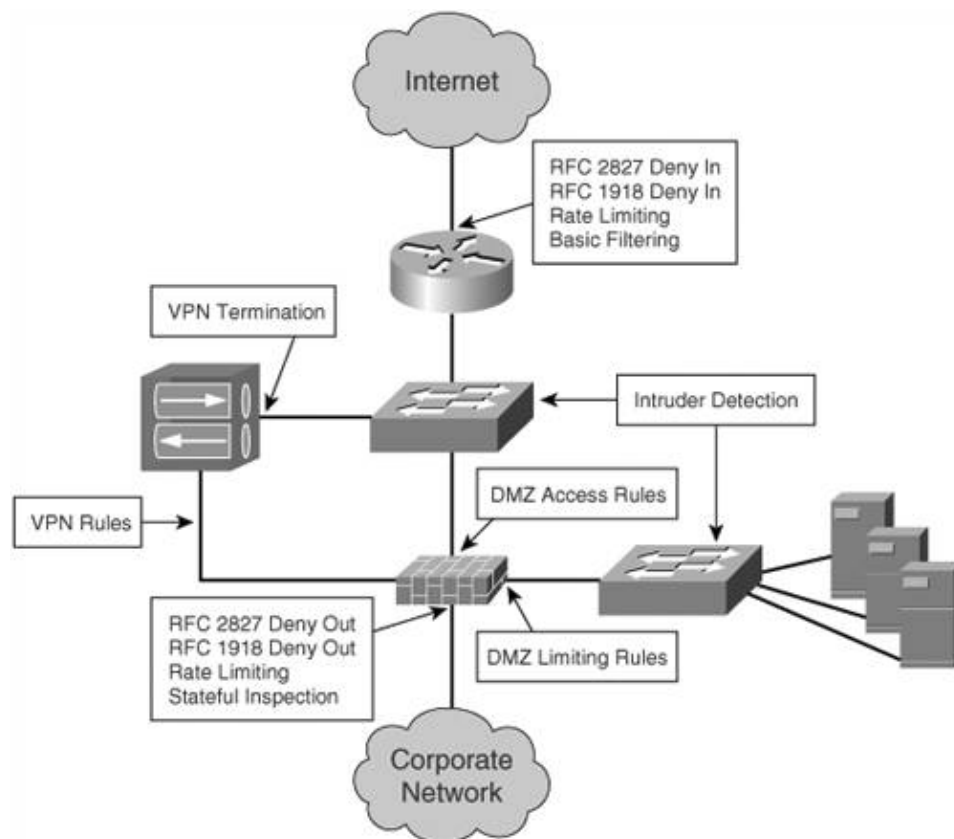 Internet
RFC 2827 Deny In
RFC 1918 Deny In
Rate Limiting
Basic Filtering
VPN Termination
Intruder Detection
DMZ Access Rules
VPN Rules
RFC 2827 Deny Out
RFC 1918 Deny Out
Rate Limiting
Stateful Inspection
DMZ Limiting Rules
Corporate
Network